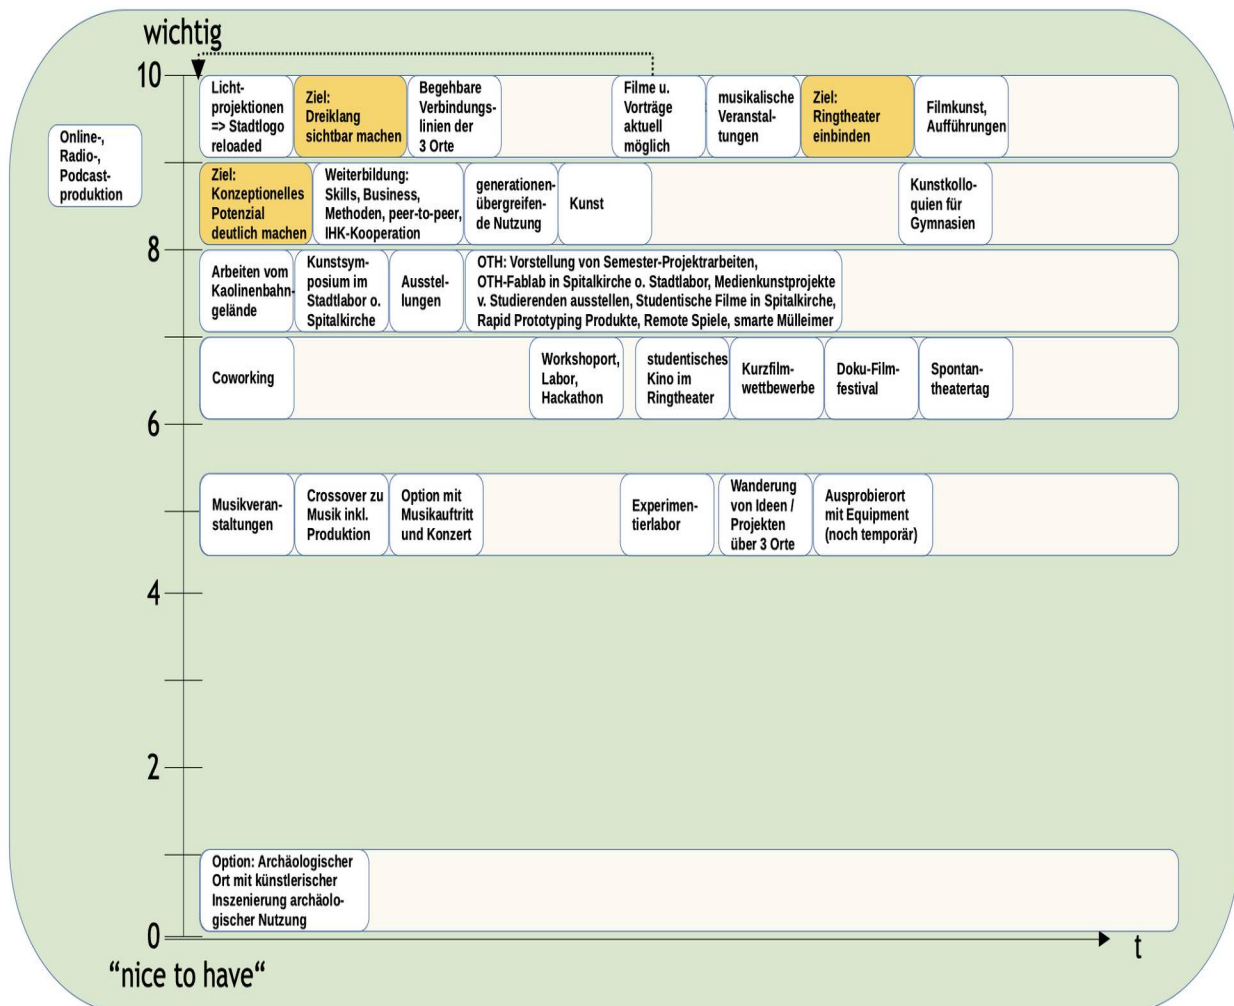 wichtig
10
Licht-
projektionen
=> Stadtlogo
reloaded
Ziel:
Dreiklang
sichtbar machen
Begehbare
Verbindungs-
linien der
3 Orte
Filme u.
Vorträge
aktuell
möglich
musikalische
Veranstal-
tungen
Ziel:
Ringtheater
einbinden
Filmkunst,
Aufführungen
Online-,
Radio-,
Podcast-
produktion
Ziel:
Konzeptionelles
Potenzial
deutlich machen
Weiterbildung:
Skills, Business,
Methoden, peer-to-peer,
IHK-Kooperation
generationen-
übergreifen-
de Nutzung
Kunst
Kunstkollo-
quien für
Gymnasien
8
Arbeiten vom
Kaolinenbahn-
gelände
Kunstsym-
posium im
Stadtlabor o.
Spitalkirche
Ausstel-
lungen
OTH: Vorstellung von Semester-Projektarbeiten,
OTH-Fablab in Spitalkirche o. Stadtlabor, Medienkunstprojekte
v. Studierenden ausstellen, Studentische Filme in Spitalkirche,
Rapid Prototyping Produkte, Remote Spiele, smarte Mülleimer
Coworking
Workshoport,
Labor,
Hackathon
studentisches
Kino im
Ringtheater
Kurzfilm-
wettbewerbe
Doku-Film-
festival
Spontan-
theatertag
6
Musikveran-
staltungen
Crossover zu
Musik inkl.
Produktion
Option mit
Musikauftritt
und Konzert
Experimen-
tierlabor
Wanderung
von Ideen /
Projekten
über 3 Orte
Ausprobierort
mit Equipment
(noch temporär)
4
2
Option: Archäologischer
Ort mit künstlerischer
Inszenierung archäolo-
gischer Nutzung
0
t
“nice to have“